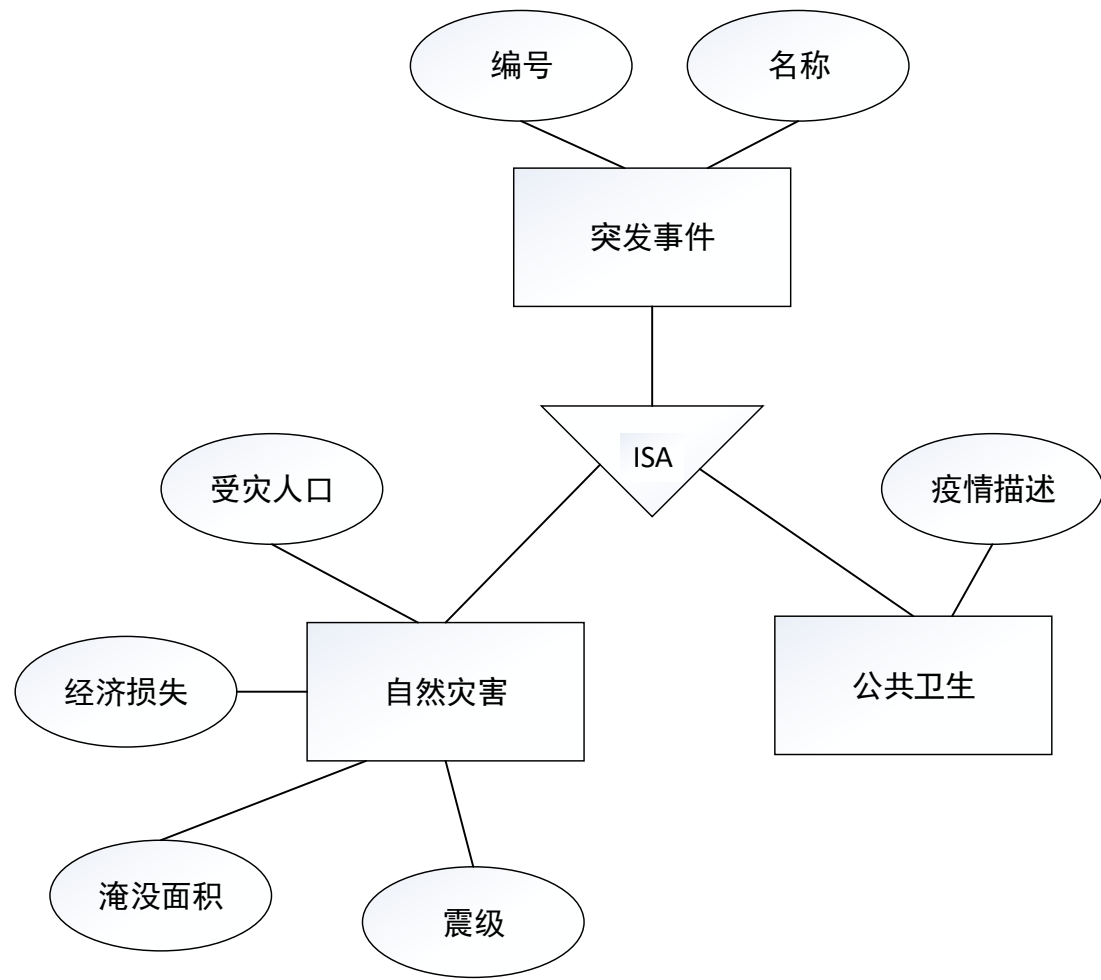 编号
名称
突发事件
ISA
受灾人口
疫情描述
经济损失
自然灾害
公共卫生
淹没面积
震级